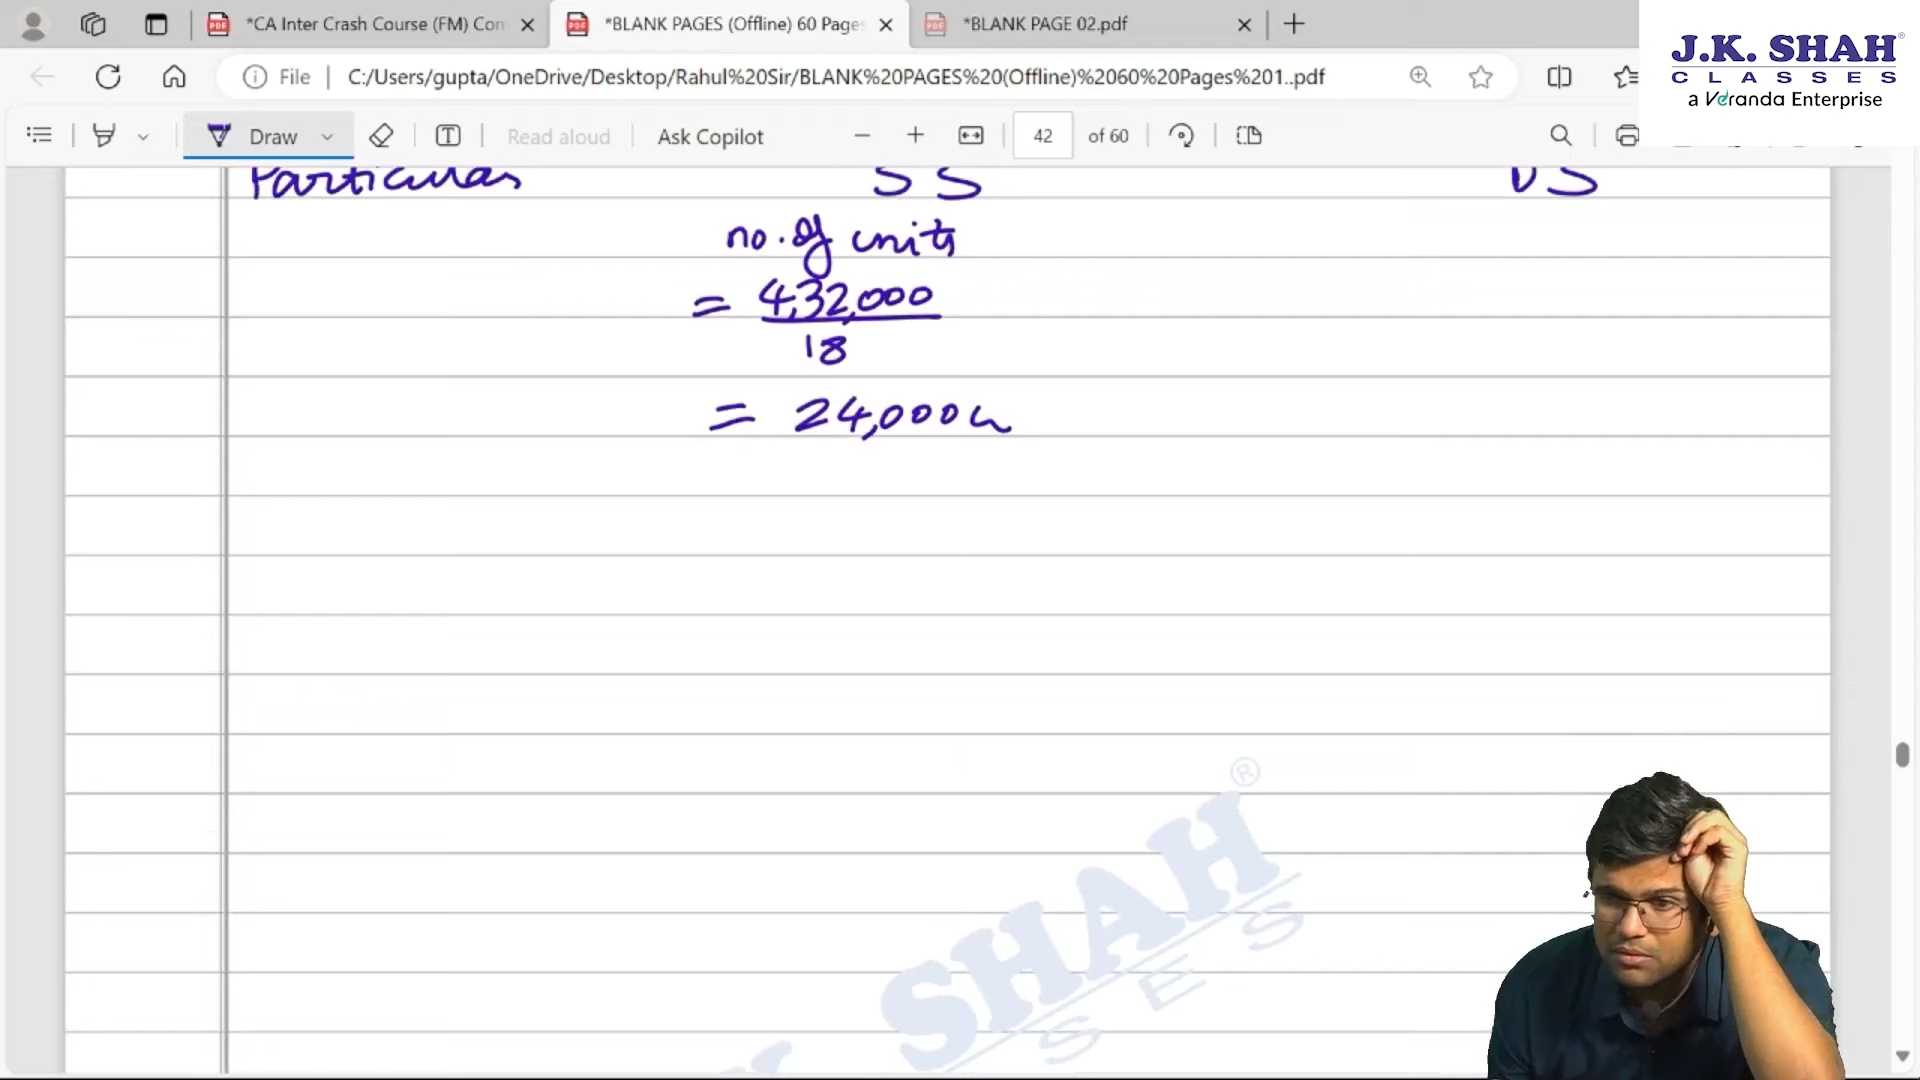 *CA Inter Crash Course (FM) Com
*BLANK PAGES (Offline) 60 Pages
*BLANK PAGE 02.pdf
File | C:/Users/gupta/OneDrive/Desktop/Rahul%20Sir/BLANK%20PAGES%20(Offline)%2060%20Pages%201..pdf
J.K. SHAH®
CLASSES
a Veranda Enterprise
Draw
Read aloud
Ask Copilot
42 of 60
Particulars SS DS
no. of units
= 4,32,000
18
= 24,000u
SHAH ®
S E S